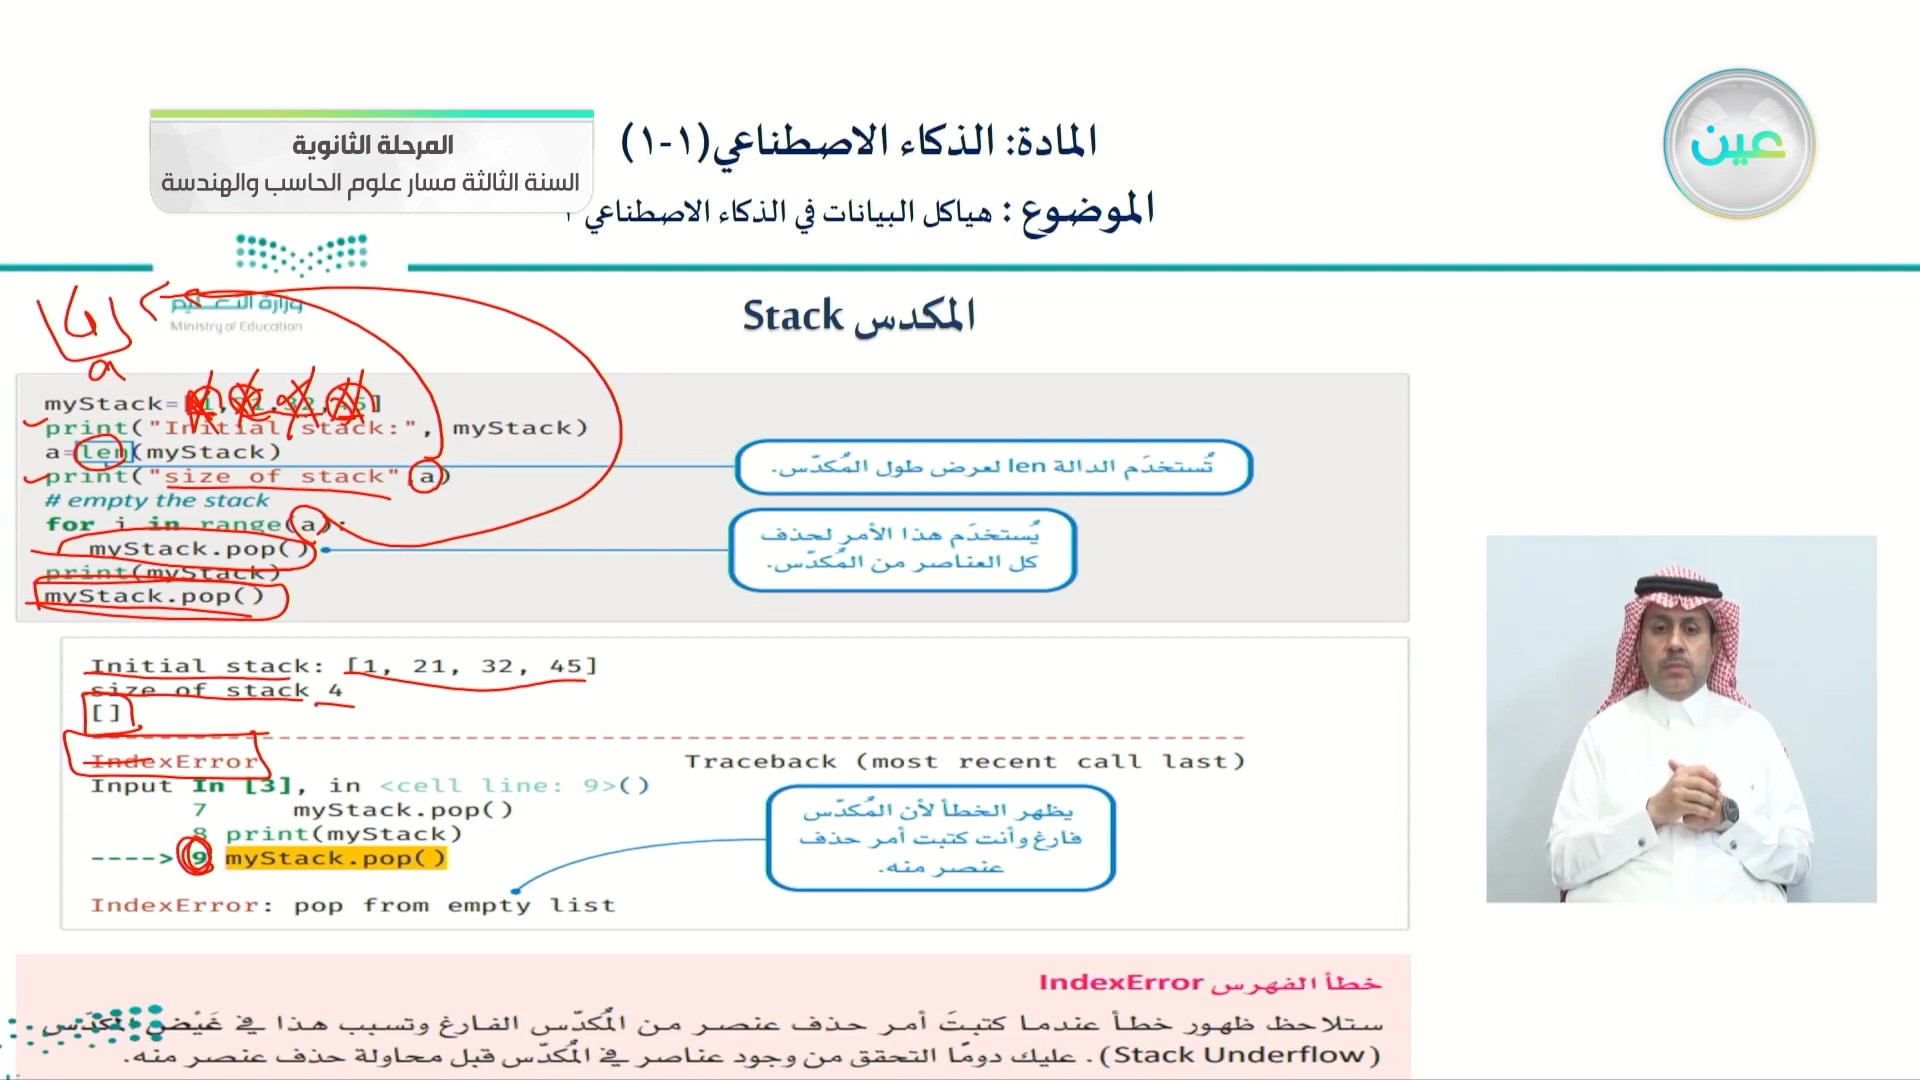 المرحلة الثانوية
السنة الثالثة مسار علوم الحاسب والهندسة
المادة: الذكاء الاصطناعي(١-١)
الموضوع : هياكل البيانات في الذكاء الاصطناعي
عين
وزارة التعليم
Ministry of Education
المكدس Stack
4
a
myStack=[1,21,32,45]
print("Initial stack:", myStack)
a=len(myStack)
print("size of stack",a)
# empty the stack
for i in range(a):
myStack.pop()
print(myStack)
myStack.pop()
تُستخدَم الدالة len لعرض طول المُكدّس.
يُستخدَم هذا الأمر لحذف
كل العناصر من المُكدّس.
Initial stack: [1, 21, 32, 45]
size of stack 4
[]
IndexError Traceback (most recent call last)
Input In [3], in <cell line: 9>()
7 myStack.pop()
8 print(myStack)
----> 9 myStack.pop()
IndexError: pop from empty list
يظهر الخطأ لأن المُكدّس
فارغ وأنت كتبت أمر حذف
عنصر منه.
خطأ الفهرس IndexError
ستلاحظ ظهور خطأ عندما كتبتَ أمر حذف عنصر من المُكدّس الفارغ وتسبب هذا في غَيْض المُكدّس
(Stack Underflow). عليك دومًا التحقق من وجود عناصر في المُكدّس قبل محاولة حذف عنصر منه.